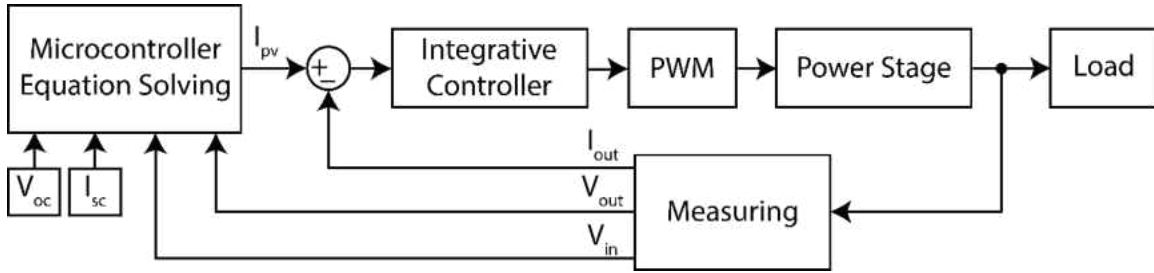 Microcontroller
Equation Solving
I_pv
+
−
Integrative
Controller
PWM
Power Stage
Load
V_oc
I_sc
I_out
V_out
V_in
Measuring